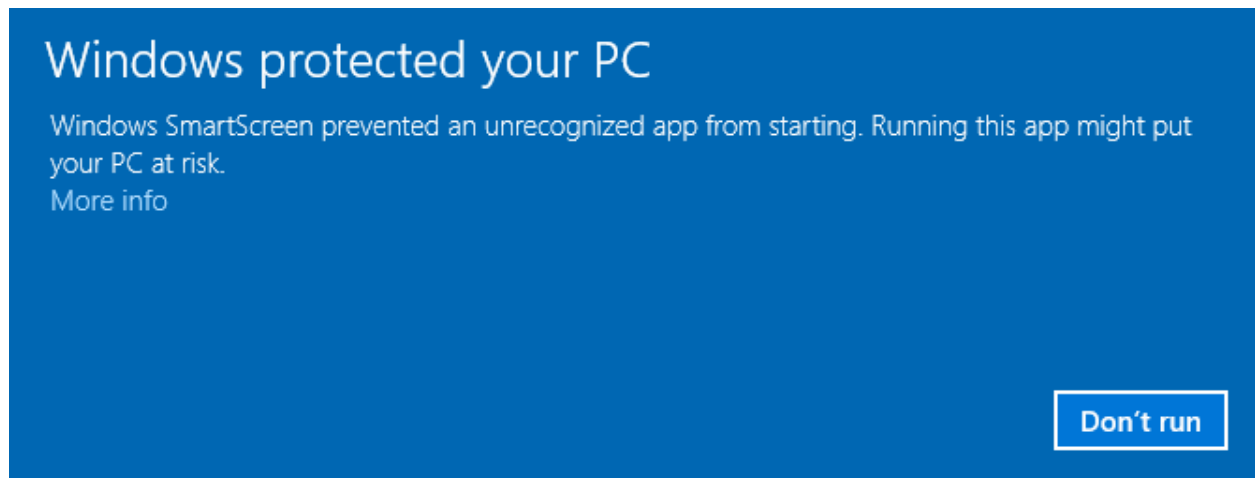 Windows protected your PC
Windows SmartScreen prevented an unrecognized app from starting. Running this app might put
your PC at risk.
More info
Don't run